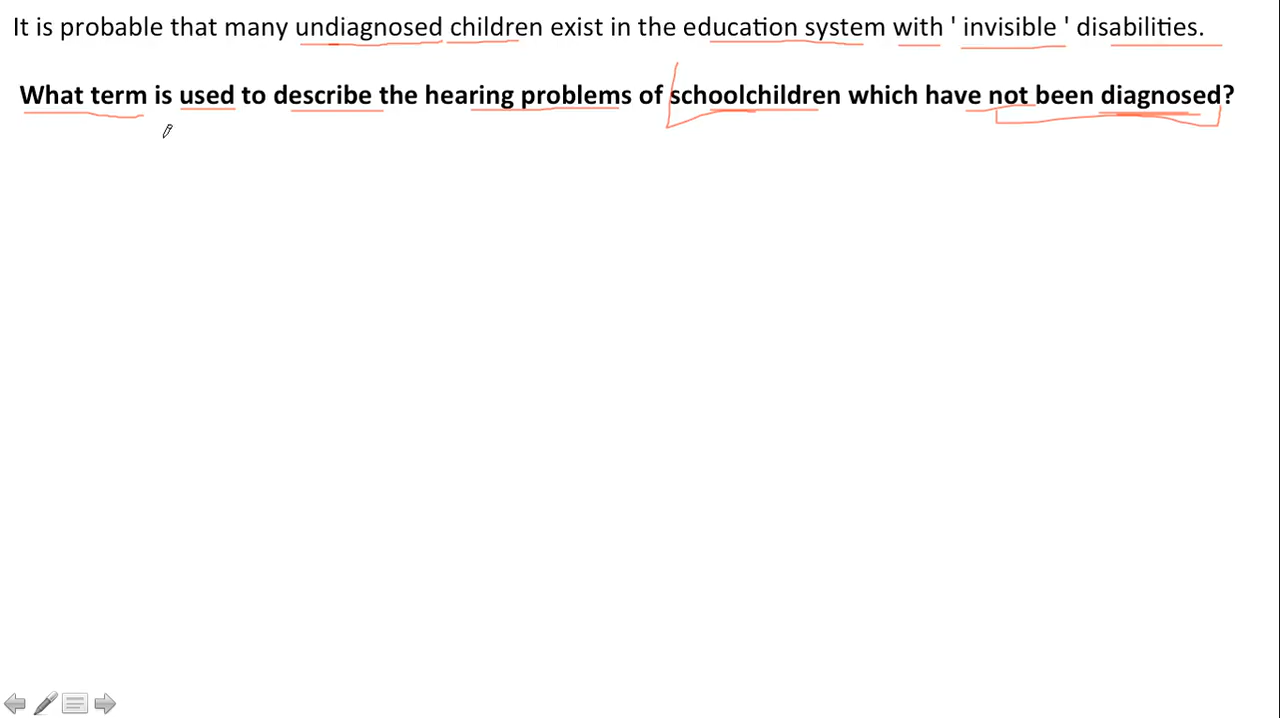 It is probable that many undiagnosed children exist in the education system with ' invisible ' disabilities.
What term is used to describe the hearing problems of schoolchildren which have not been diagnosed?